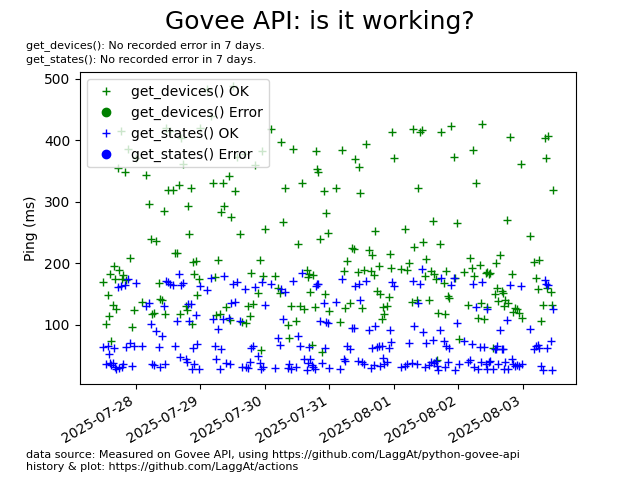 Govee API: is it working?
get_devices(): No recorded error in 7 days.
get_states(): No recorded error in 7 days.
500
400
300
200
100
Ping (ms)
get_devices() OK
get_devices() Error
get_states() OK
get_states() Error
2025-07-28
2025-07-29
2025-07-30
2025-07-31
2025-08-01
2025-08-02
2025-08-03
data source: Measured on Govee API, using https://github.com/LaggAt/python-govee-api
history & plot: https://github.com/LaggAt/actions